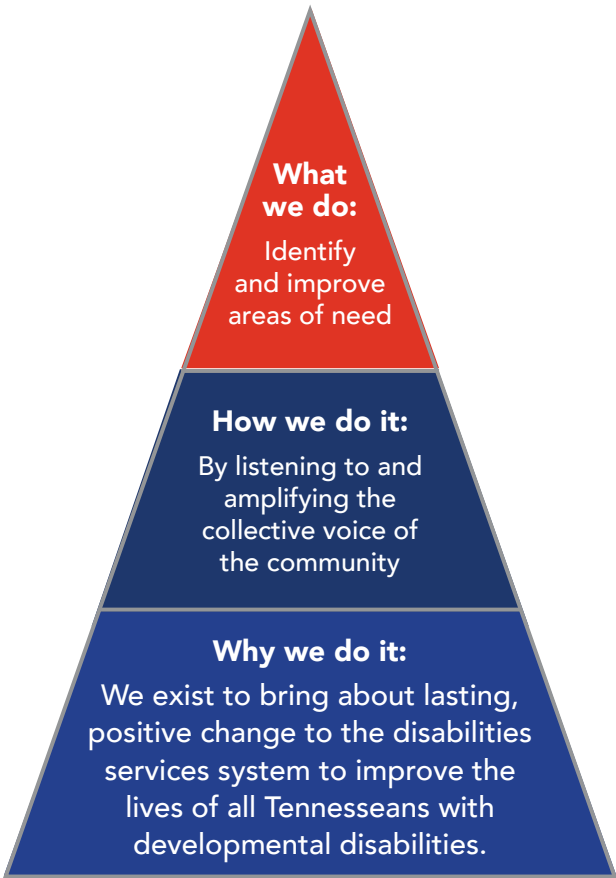 What
we do:
Identify
and improve
areas of need
How we do it:
By listening to and
amplifying the
collective voice of
the community
Why we do it:
We exist to bring about lasting,
positive change to the disabilities
services system to improve the
lives of all Tennesseans with
developmental disabilities.